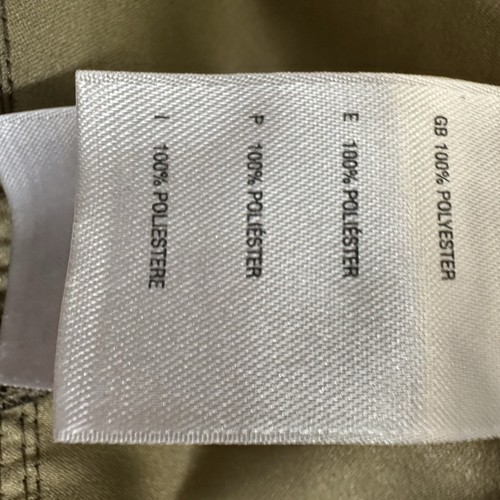 GB 100% POLYESTER
E 100% POLIÉSTER
P 100% POLIÉSTER
I 100% POLIESTERE